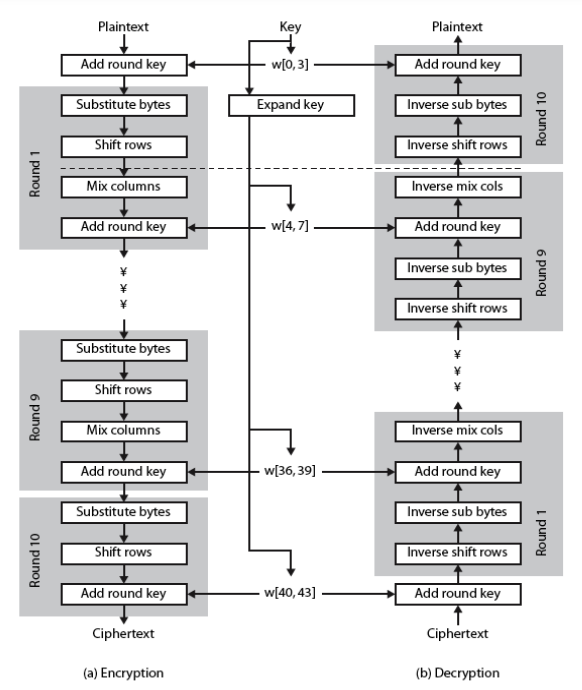 Plaintext
Key
Plaintext
Add round key
w[0, 3]
Add round key
Substitute bytes
Expand key
Inverse sub bytes
Round 1
Shift rows
Inverse shift rows
Round 10
Mix columns
Inverse mix cols
Add round key
w[4, 7]
Add round key
¥
¥
¥
Inverse sub bytes
Round 9
Inverse shift rows
Substitute bytes
¥
¥
¥
Round 9
Shift rows
Mix columns
Inverse mix cols
Add round key
w[36, 39]
Add round key
Substitute bytes
Inverse sub bytes
Round 10
Shift rows
Inverse shift rows
Round 1
Add round key
w[40, 43]
Add round key
Ciphertext
Ciphertext
(a) Encryption
(b) Decryption